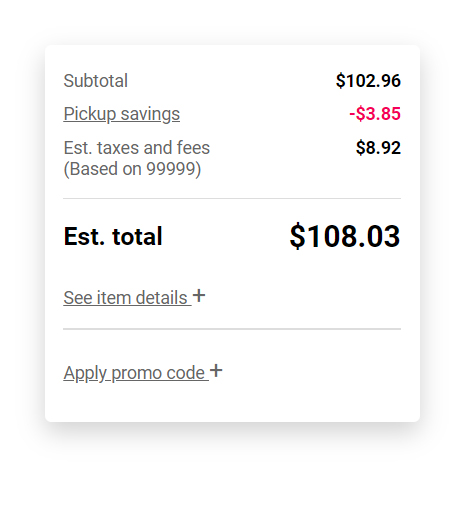 Subtotal $102.96
Pickup savings -$3.85
Est. taxes and fees $8.92
(Based on 99999)
Est. total $108.03
See item details +
Apply promo code +